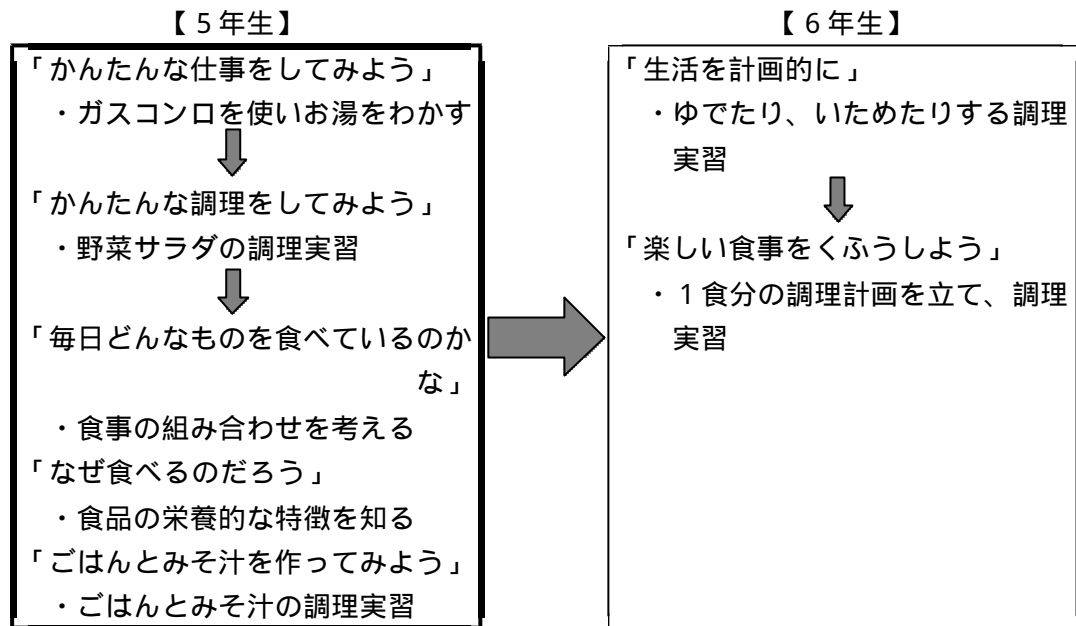 【５年生】
「かんたんな仕事をしてみよう」
・ガスコンロを使いお湯をわかす
「かんたんな調理をしてみよう」
・野菜サラダの調理実習
「毎日どんなものを食べているのか
な」
・食事の組み合わせを考える
「なぜ食べるのだろう」
・食品の栄養的な特徴を知る
「ごはんとみそ汁を作ってみよう」
・ごはんとみそ汁の調理実習
【６年生】
「生活を計画的に」
・ゆでたり、いためたりする調理
実習
「楽しい食事をくふうしよう」
・１食分の調理計画を立て、調理
実習